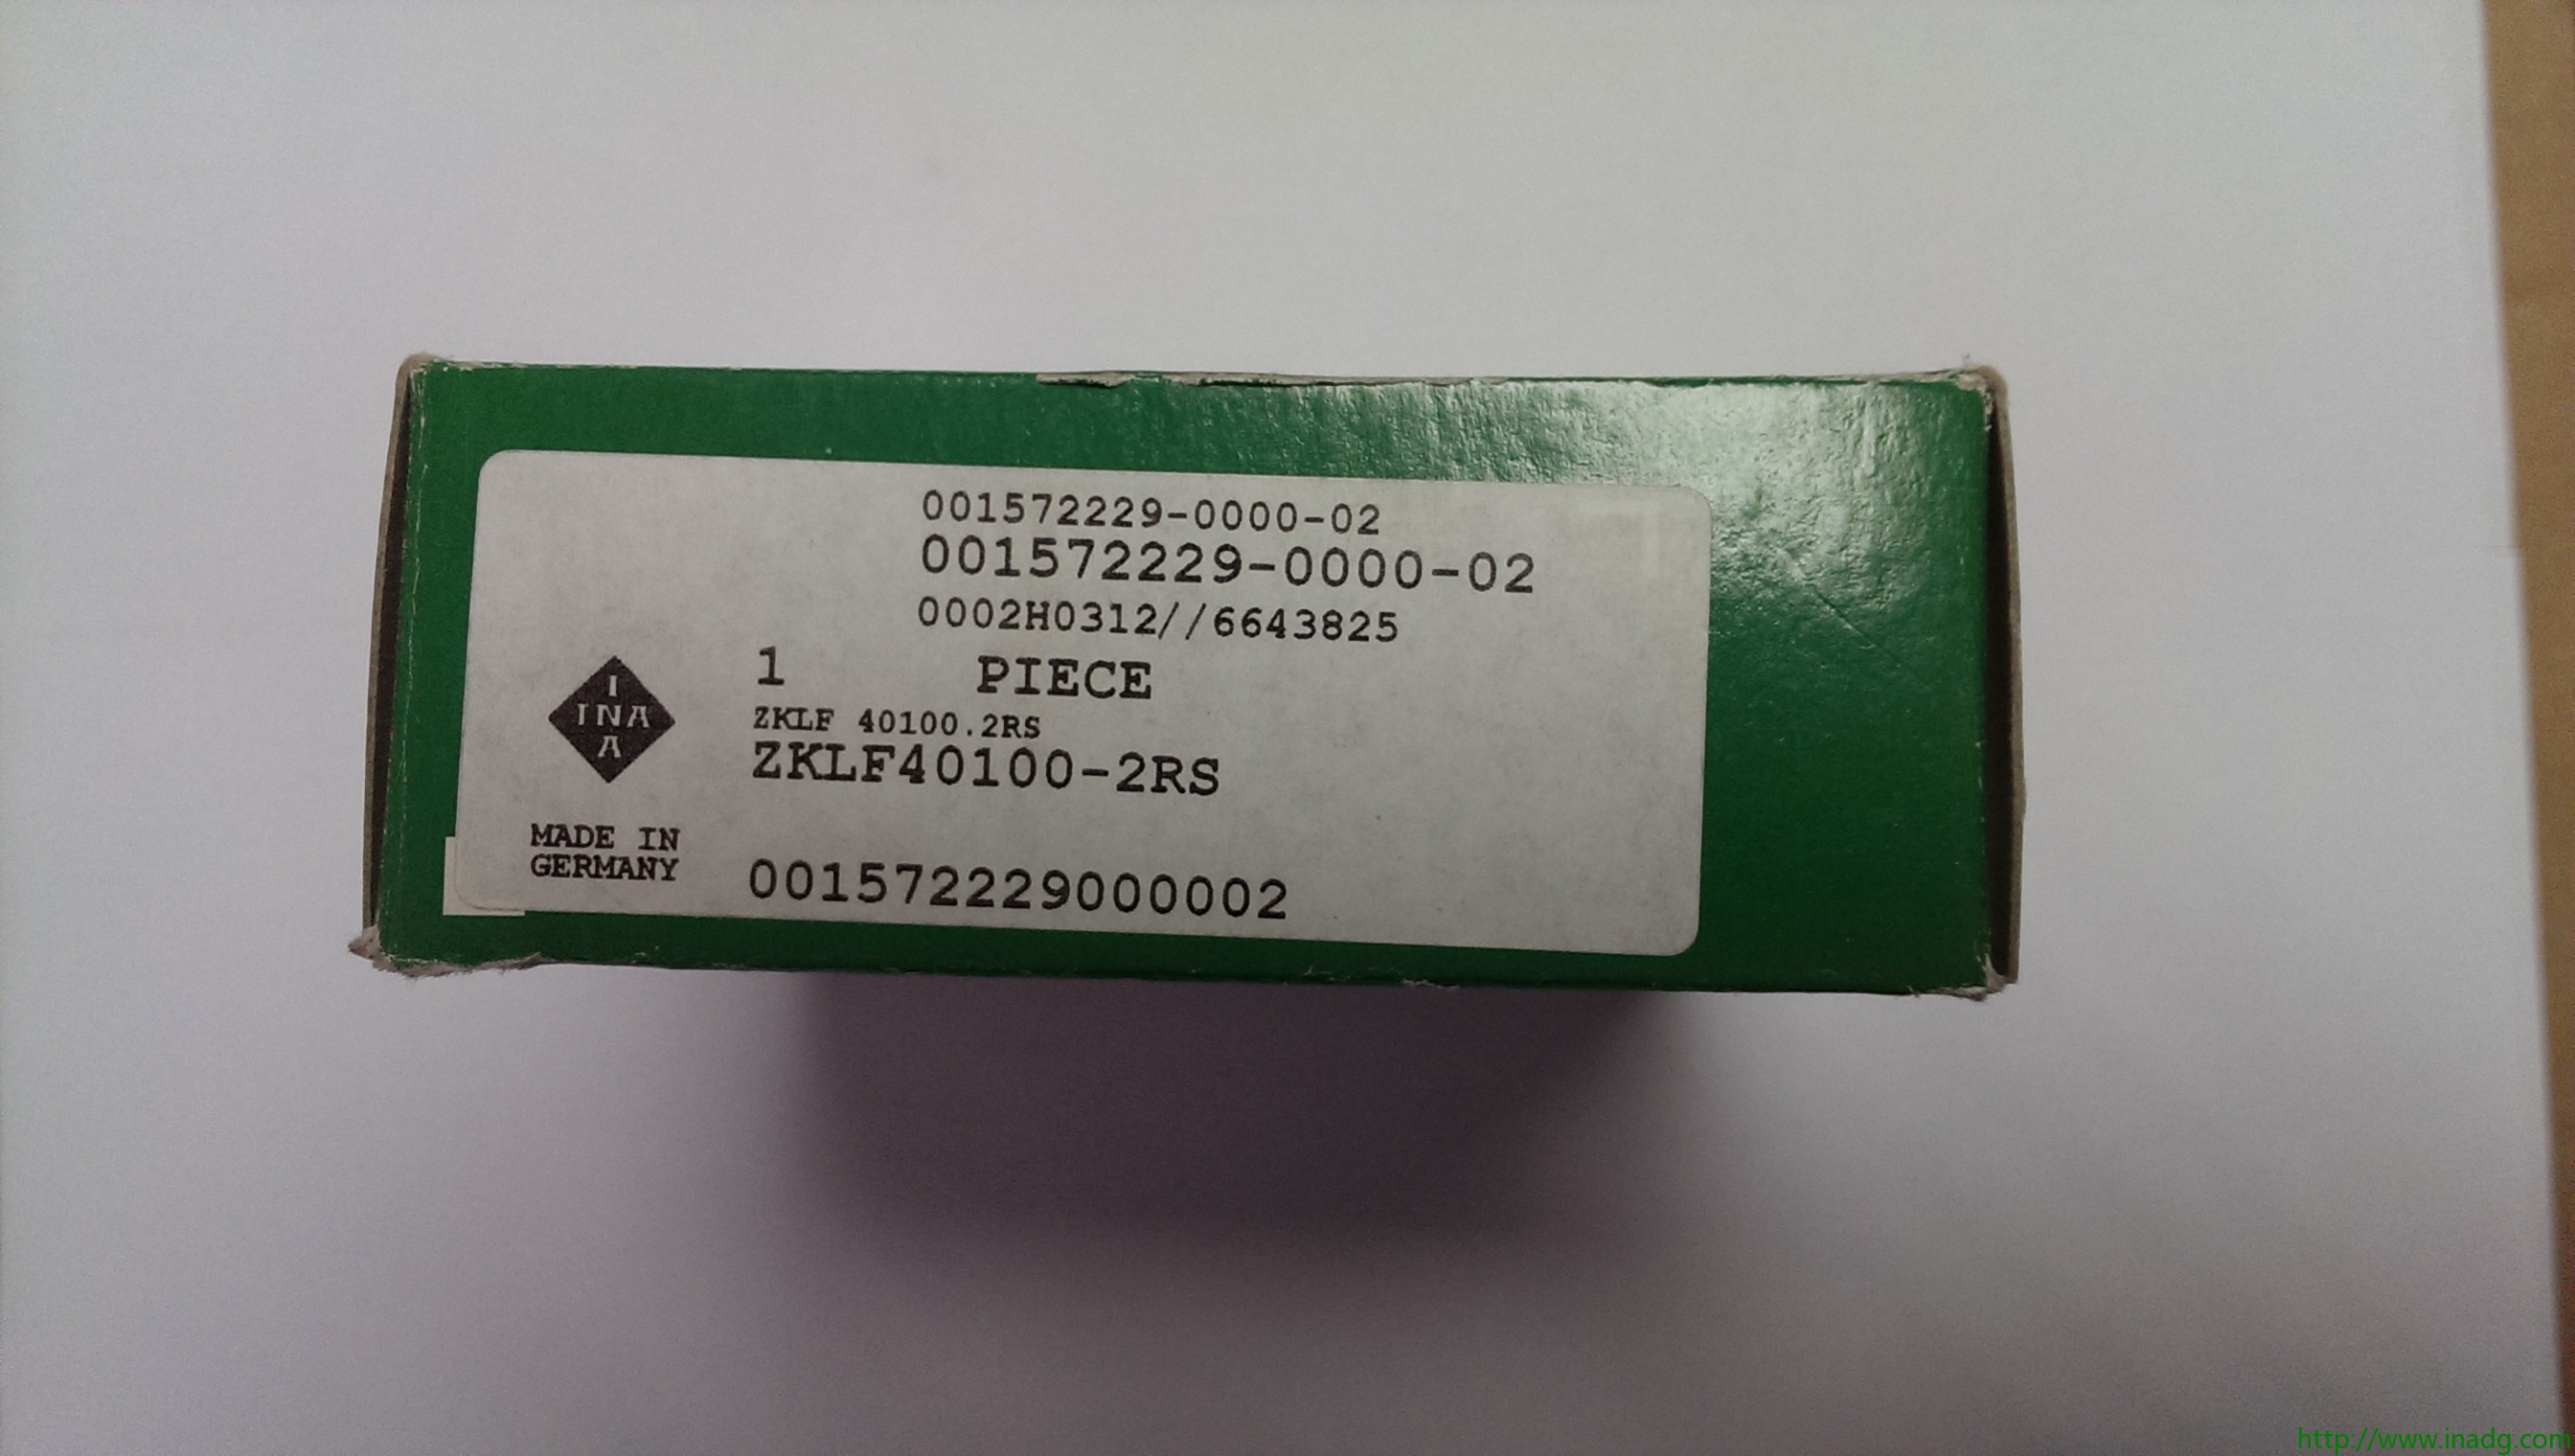 001572229-0000-02
001572229-0000-02
0002H0312//6643825
1 PIECE
I
INA
A
ZKLF 40100.2RS
ZKLF40100-2RS
MADE IN
GERMANY
001572229000002
http://www.inadg.com